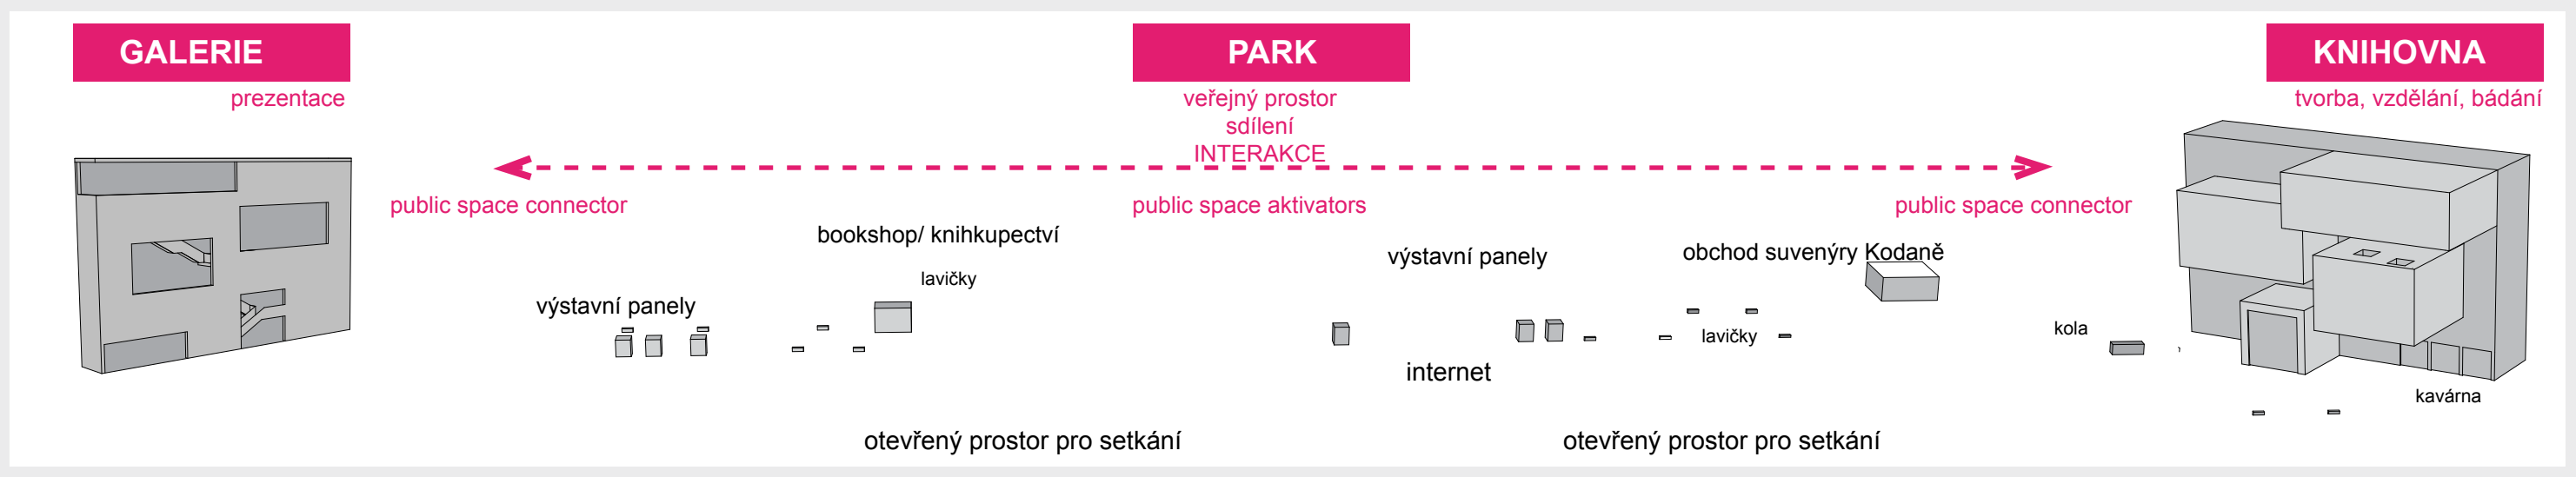 GALERIE
PARK
KNIHOVNA
prezentace
veřejný prostor
sdílení
INTERAKCE
tvorba, vzdělání, bádání
public space connector
public space aktivators
public space connector
bookshop/ knihkupectví
výstavní panely
obchod suvenýry Kodaně
lavičky
výstavní panely
lavičky
kola
internet
kavárna
otevřený prostor pro setkání
otevřený prostor pro setkání